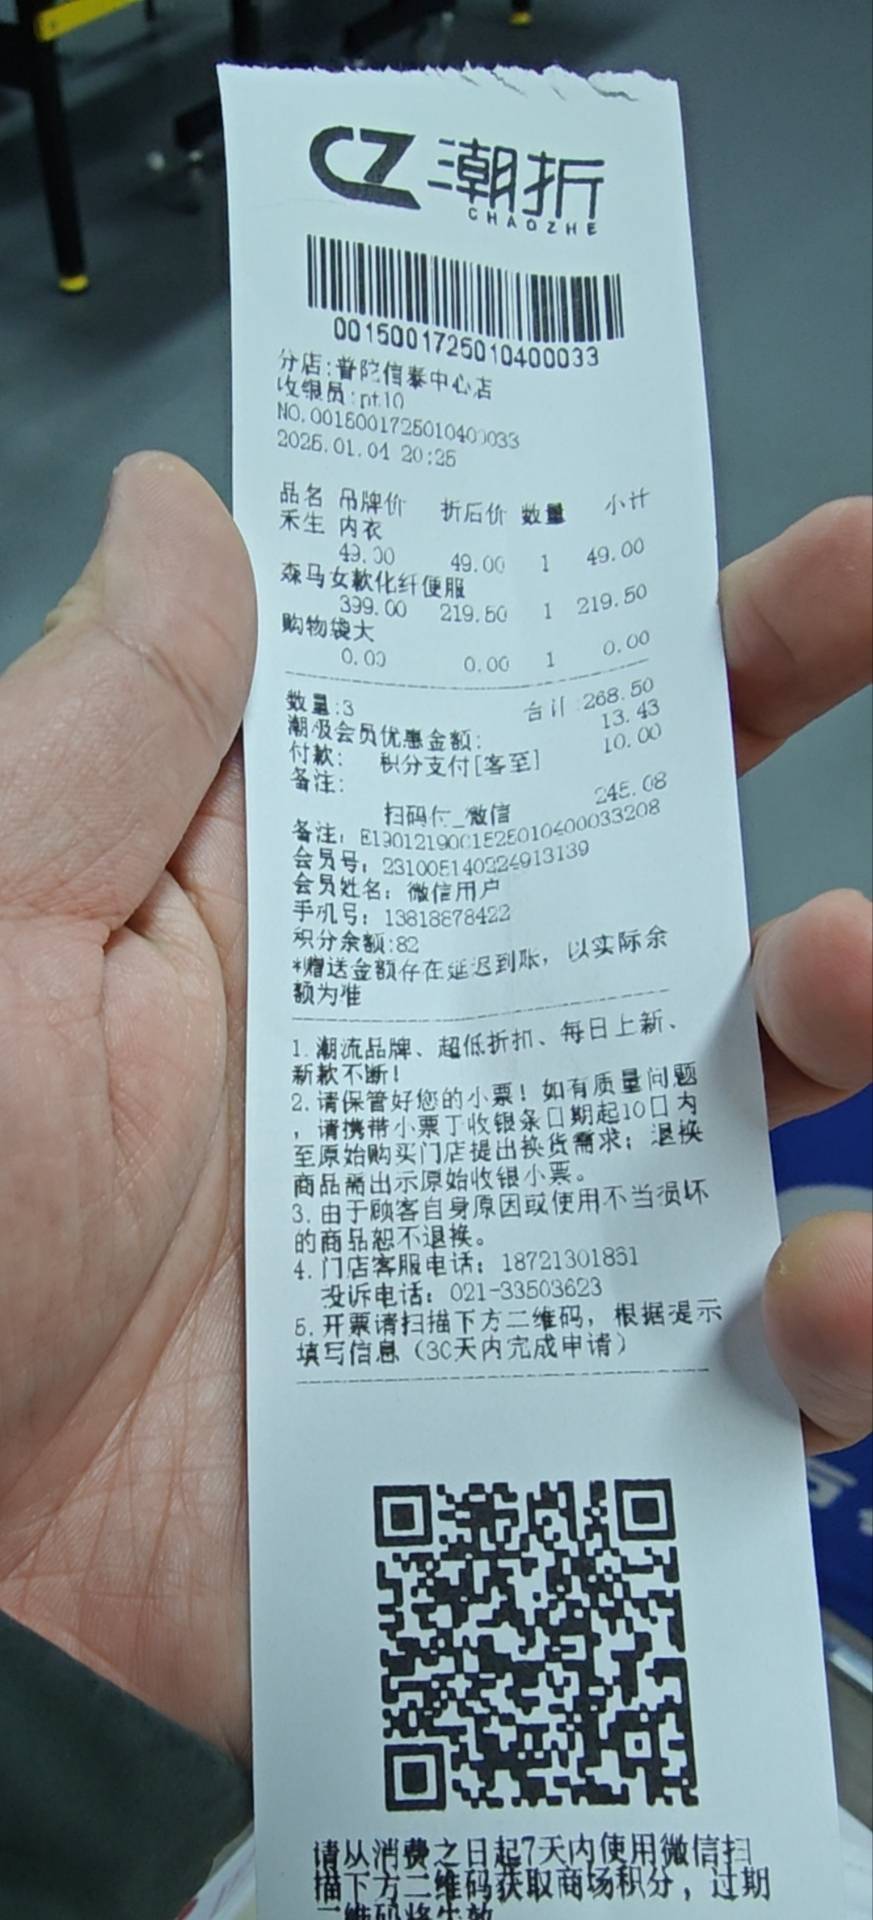 CZ 潮折
CHAOZHE
0015001725010400033
分店:普陀信泰中心店
收银员:pt10
NO.0015001725010400033
2025.01.04 20:25
品名 吊牌价 折后价 数量 小计
禾生 内衣
49.00 49.00 1 49.00
森马女款化纤便服
399.00 219.50 1 219.50
购物袋大
0.00 0.00 1 0.00
数量:3 合计:268.50
潮级会员优惠金额: 13.43
付款: 积分支付[客至] 10.00
备注:
扫码付_微信 245.08
备注: E1901219001525010400033208
会员号: 231005140224913139
会员姓名: 微信用户
手机号: 13818878422
积分余额:82
*赠送金额存在延迟到账，以实际余
额为准
1.潮流品牌、超低折扣、每日上新、
新款不断!
2.请保管好您的小票! 如有质量问题
，请携带小票于收银条日期起10日内
至原始购买门店提出换货需求; 退换
商品需出示原始收银小票。
3.由于顾客自身原因或使用不当损坏
的商品恕不退换。
4.门店客服电话: 18721301851
投诉电话: 021-33503623
5.开票请扫描下方二维码，根据提示
填写信息（30天内完成申请）
请从消费之日起7天内使用微信扫
描下方二维码获取商场积分，过期
二维码将失效